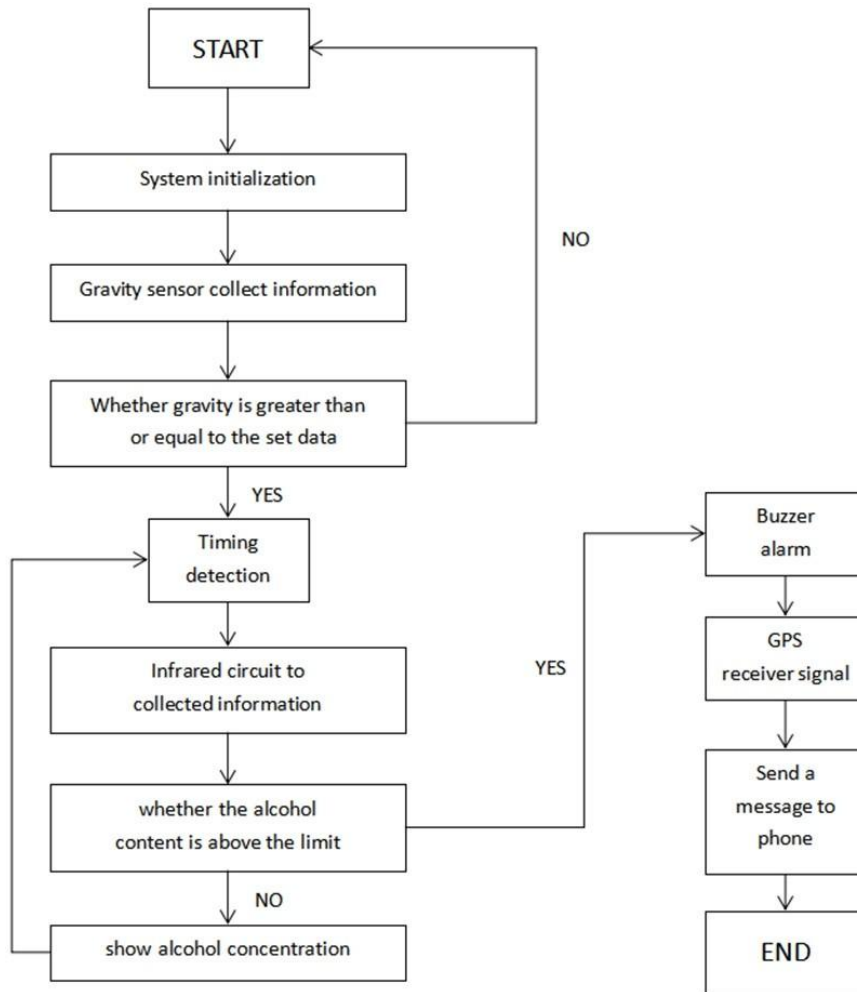 START
System initialization
NO
Gravity sensor collect information
Whether gravity is greater than
or equal to the set data
YES
Timing
detection
Infrared circuit to
collected information
YES
whether the alcohol
content is above the limit
NO
show alcohol concentration
Buzzer
alarm
GPS
receiver signal
Send a
message to
phone
END